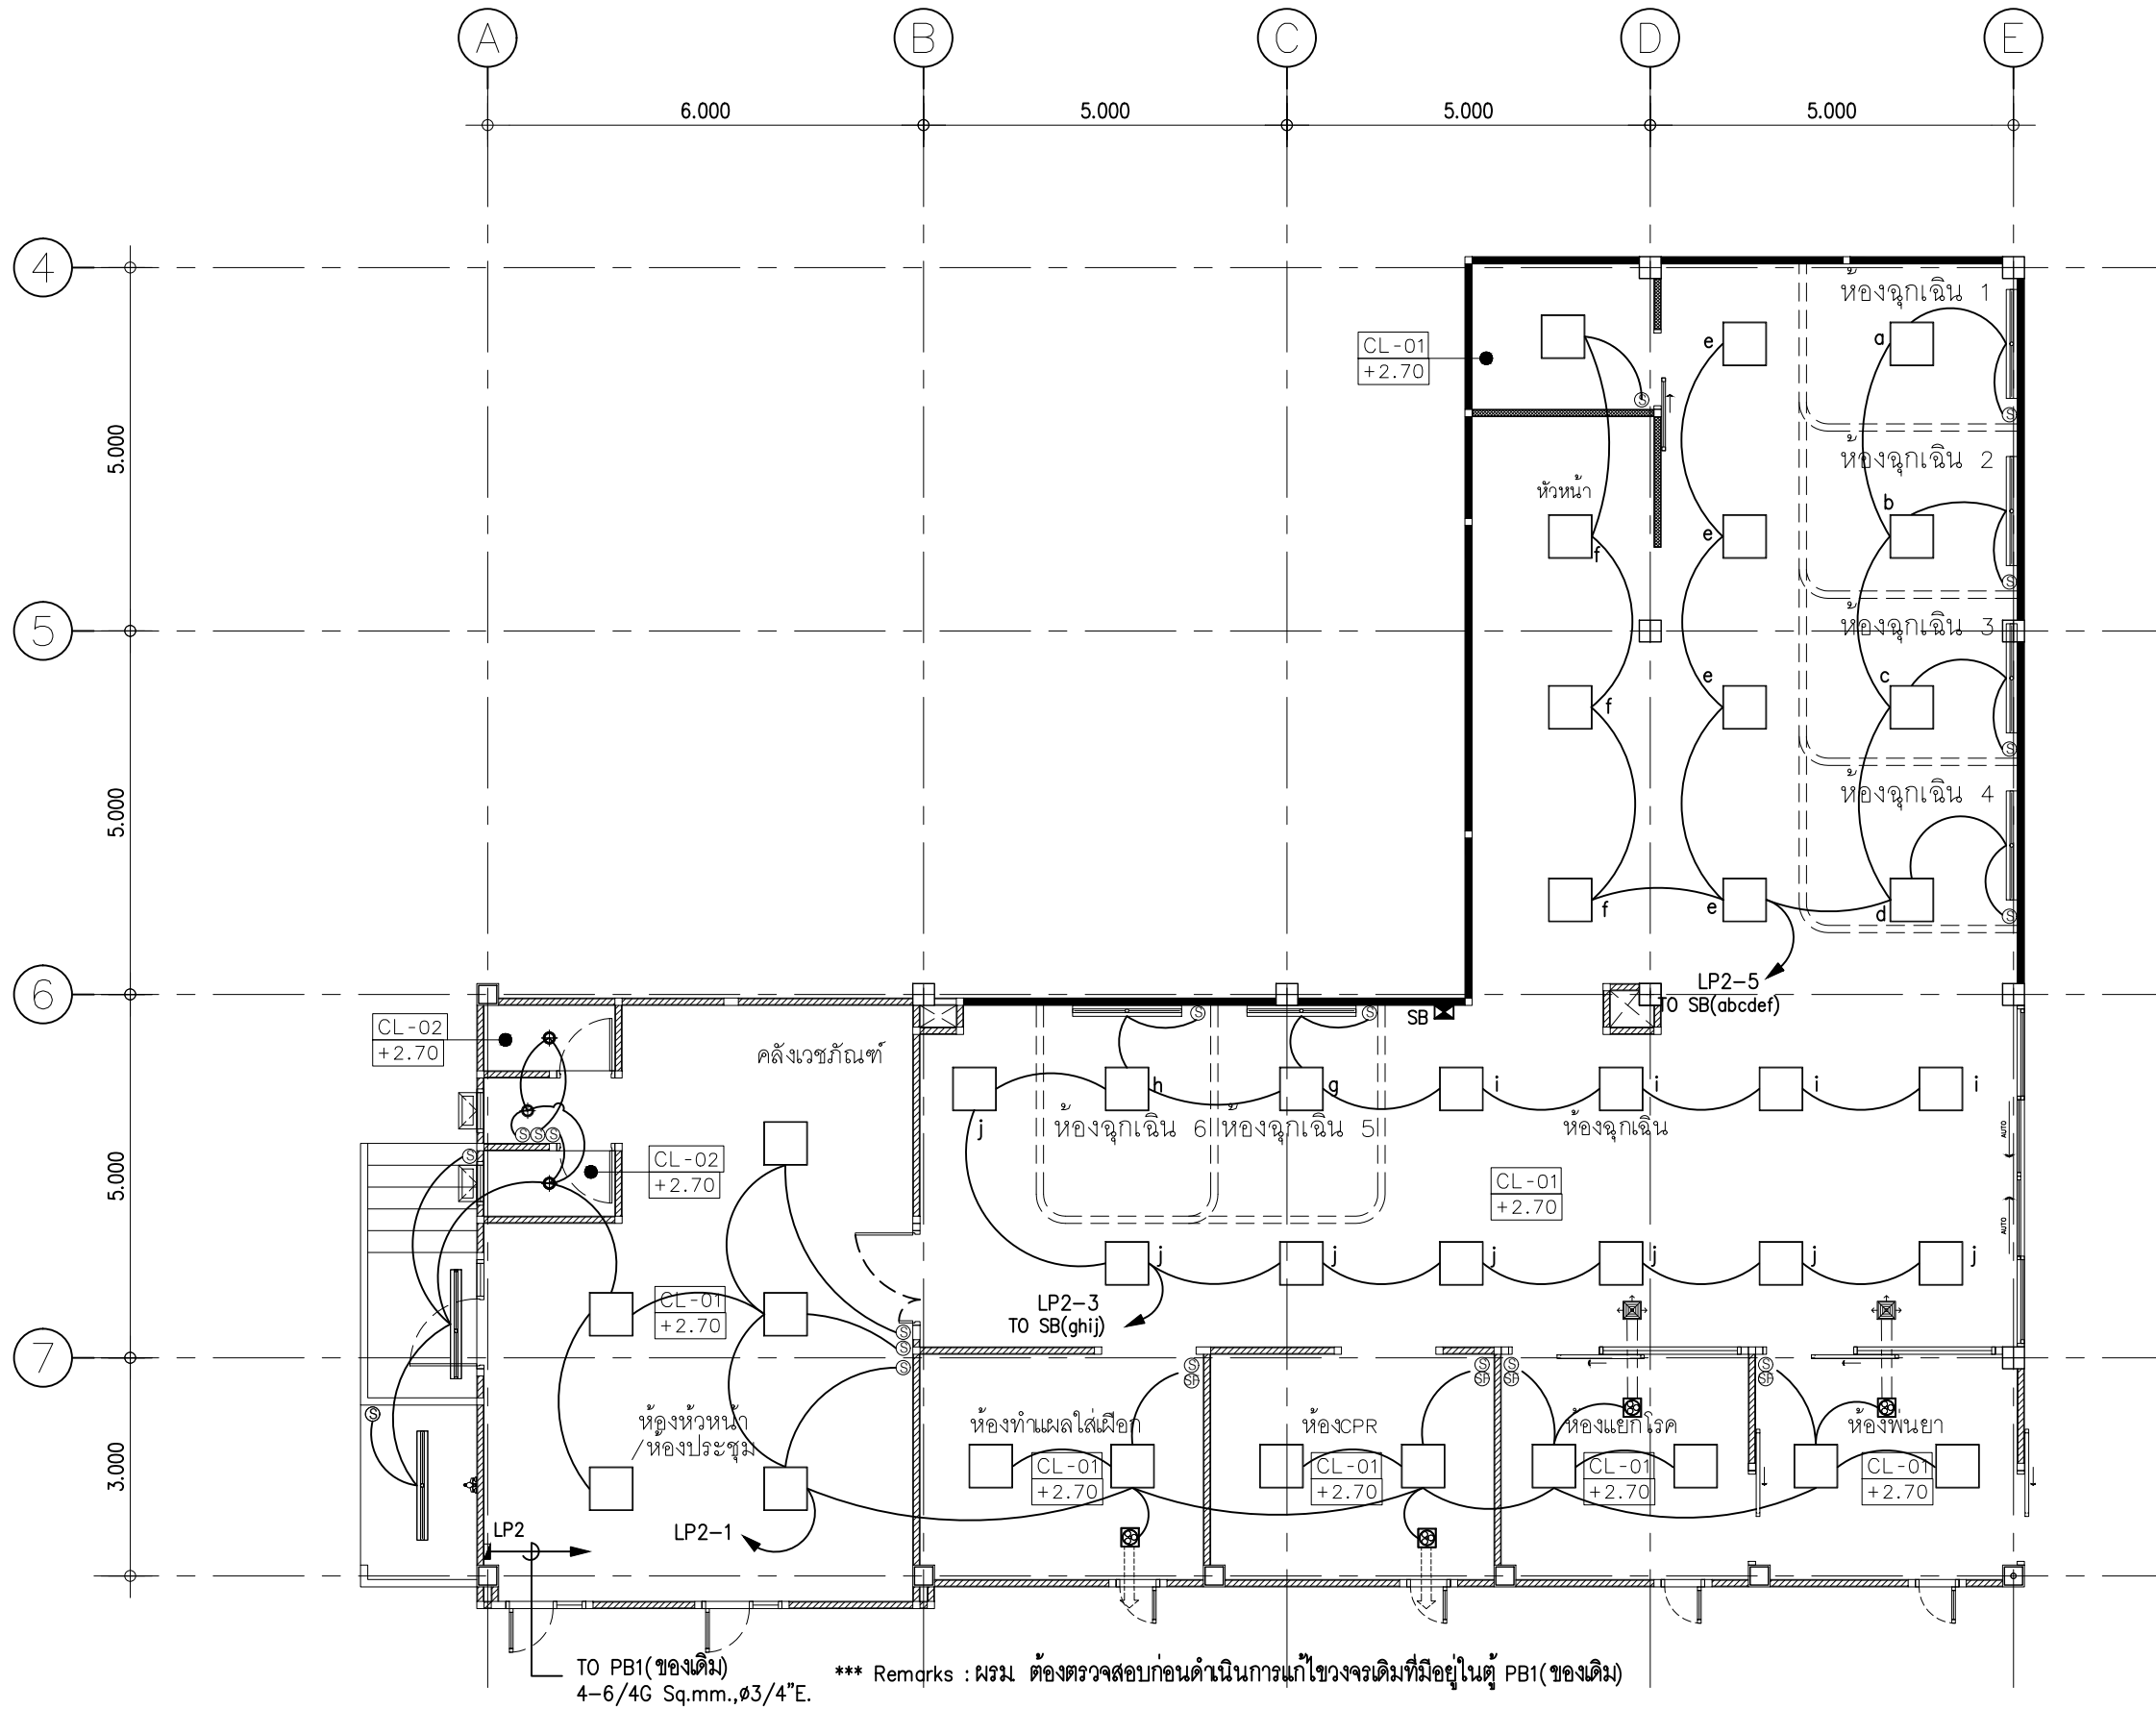 A B C D E
6.000 5.000 5.000 5.000
4
ห้องฉุกเฉิน 1
CL-01
+2.70
e
a
S
S
5.000
ห้องฉุกเฉิน 2
หัวหน้า
b
e
f
S
5
ห้องฉุกเฉิน 3
e
c
f
S
ห้องฉุกเฉิน 4
5.000
f
e
d
S
LP2-5
TO SB(abcdef)
6
SB
S
S
CL-02
+2.70
คลังเวชภัณฑ์
h
g
i
i
i
i
j
S S S
ห้องฉุกเฉิน 6
ห้องฉุกเฉิน 5
ห้องฉุกเฉิน
AUTO
S
CL-02
+2.70
5.000
CL-01
+2.70
AUTO
j
j
j
j
j
j
CL-01
+2.70
LP2-3
TO SB(ghij)
S
S
S
7
S
SF
S
SF
S
SF
S
SF
S
ห้องหัวหน้า
/ห้องประชุม
ห้องทำแผลใส่เฝือก
ห้องCPR
ห้องแยกโรค
ห้องพ่นยา
3.000
CL-01
+2.70
CL-01
+2.70
CL-01
+2.70
CL-01
+2.70
LP2
LP2-1
TO PB1(ของเดิม)
4-6/4G Sq.mm.,ø3/4"E.
*** Remarks : ผรม. ต้องตรวจสอบก่อนดำเนินการแก้ไขวงจรเดิมที่มีอยู่ในตู้ PB1(ของเดิม)